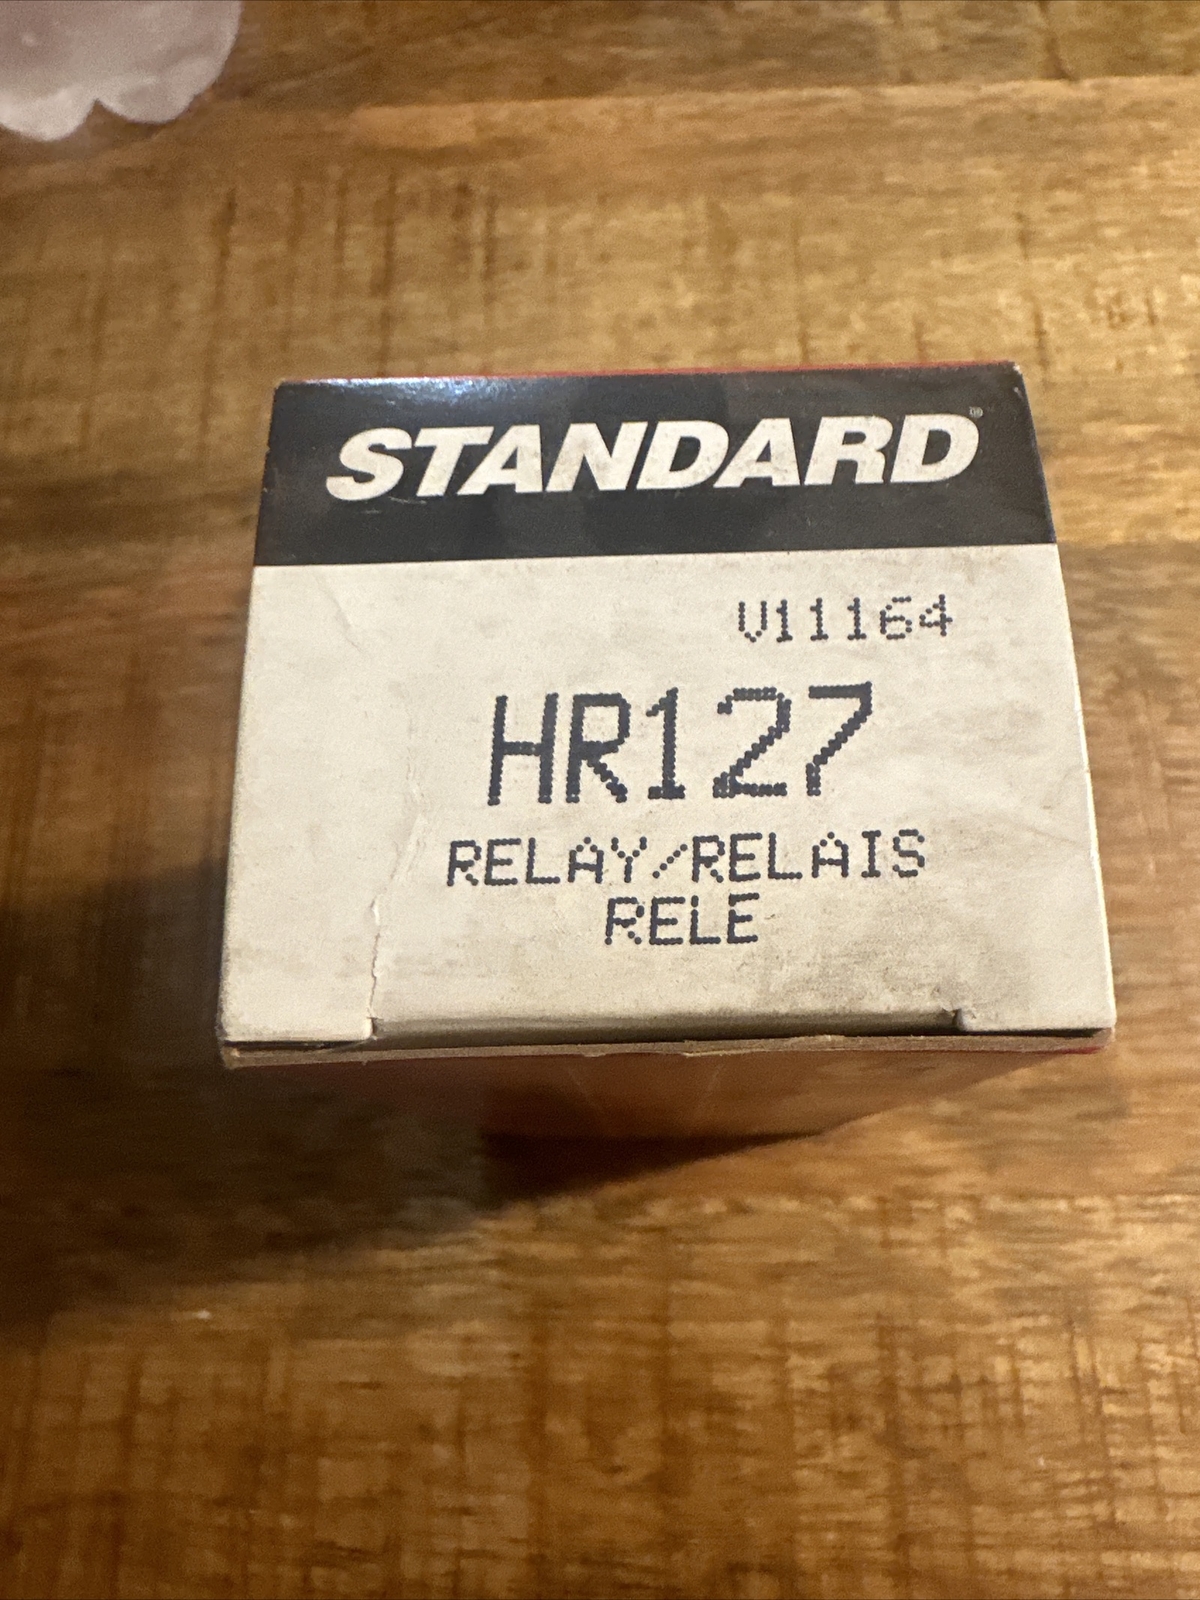 STANDARD®
V11164
HR127
RELAY/RELAIS
RELE